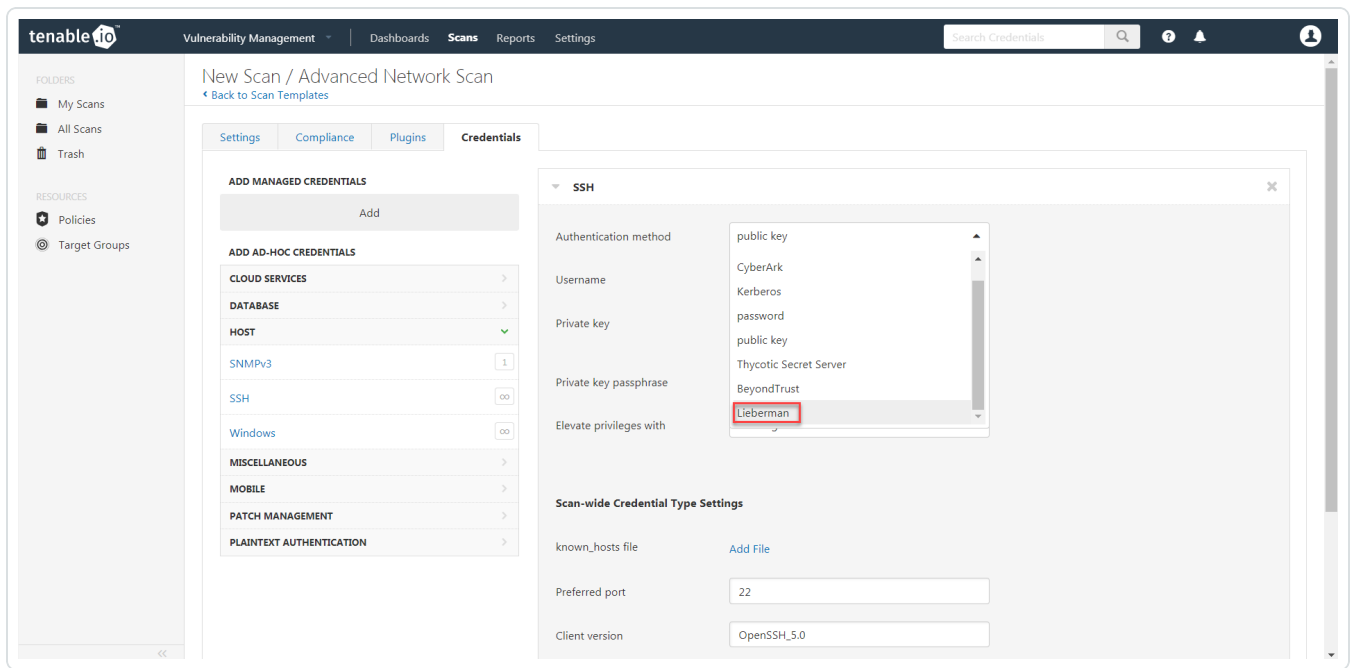 tenable.io™
Vulnerability Management
Dashboards
Scans
Reports
Settings
Search Credentials
FOLDERS
My Scans
All Scans
Trash
RESOURCES
Policies
Target Groups
New Scan / Advanced Network Scan
Back to Scan Templates
Settings
Compliance
Plugins
Credentials
ADD MANAGED CREDENTIALS
Add
ADD AD-HOC CREDENTIALS
CLOUD SERVICES
DATABASE
HOST
SNMPv3
1
SSH
∞
Windows
∞
MISCELLANEOUS
MOBILE
PATCH MANAGEMENT
PLAINTEXT AUTHENTICATION
SSH
Authentication method
public key
CyberArk
Kerberos
password
public key
Thycotic Secret Server
BeyondTrust
Lieberman
Username
Private key
Private key passphrase
Elevate privileges with
Scan-wide Credential Type Settings
known_hosts file
Add File
Preferred port
22
Client version
OpenSSH_5.0